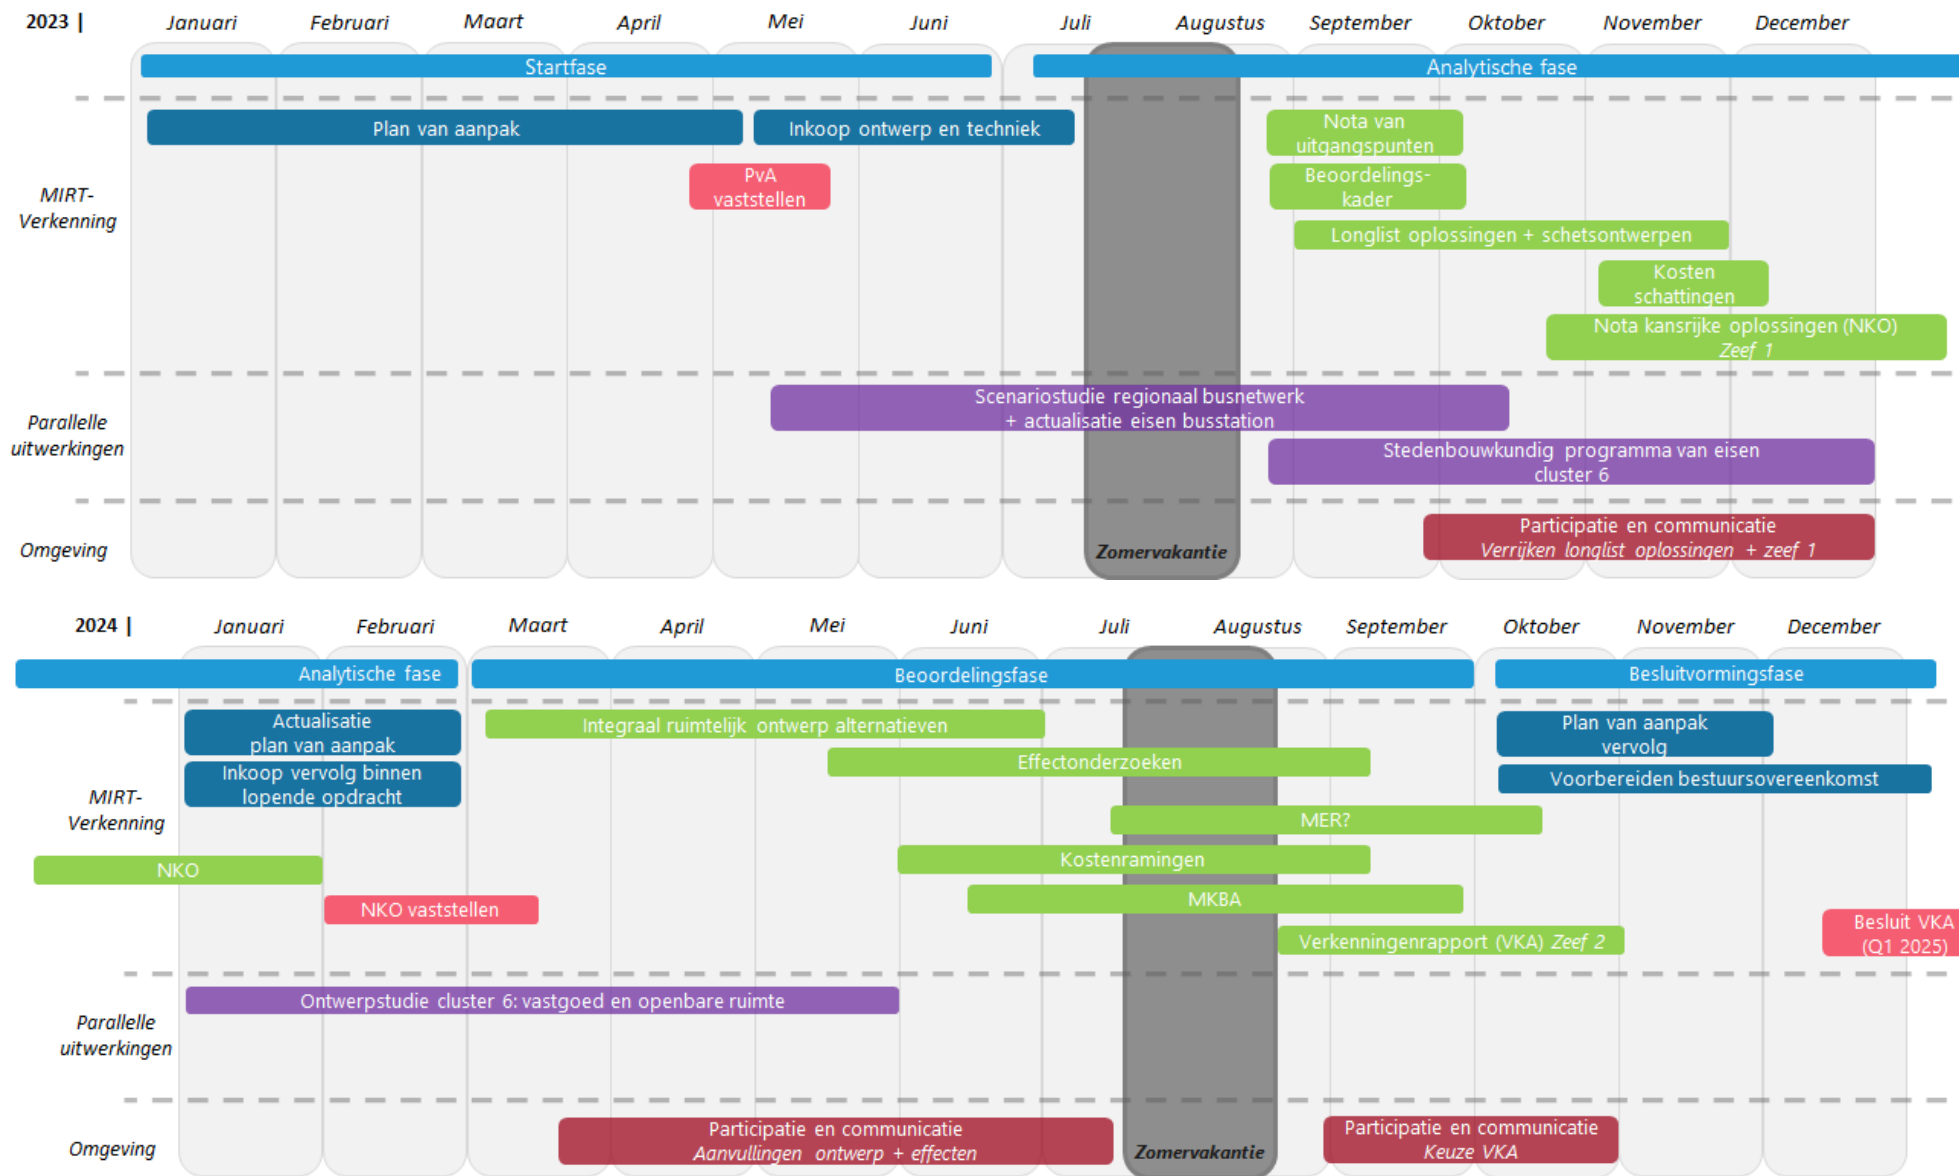 2023 | Januari Februari Maart April Mei Juni Juli Augustus September Oktober November December
Startfase
Analytische fase
MIRT-
Verkenning
Plan van aanpak
Inkoop ontwerp en techniek
PvA
vaststellen
Nota van
uitgangspunten
Beoordelings-
kader
Longlist oplossingen + schetsontwerpen
Kosten
schattingen
Nota kansrijke oplossingen (NKO)
Zeef 1
Parallelle
uitwerkingen
Scenariostudie regionaal busnetwerk
+ actualisatie eisen busstation
Stedenbouwkundig programma van eisen
cluster 6
Omgeving
Zomervakantie
Participatie en communicatie
Verrijken longlist oplossingen + zeef 1
2024 | Januari Februari Maart April Mei Juni Juli Augustus September Oktober November December
Analytische fase
Beoordelingsfase
Besluitvormingsfase
MIRT-
Verkenning
Actualisatie
plan van aanpak
Inkoop vervolg binnen
lopende opdracht
Integraal ruimtelijk ontwerp alternatieven
Effectonderzoeken
Plan van aanpak
vervolg
Voorbereiden bestuursovereenkomst
MER?
NKO
Kostenramingen
NKO vaststellen
MKBA
Verkenningenrapport (VKA) Zeef 2
Besluit VKA
(Q1 2025)
Parallelle
uitwerkingen
Ontwerpstudie cluster 6: vastgoed en openbare ruimte
Omgeving
Participatie en communicatie
Aanvullingen ontwerp + effecten
Zomervakantie
Participatie en communicatie
Keuze VKA